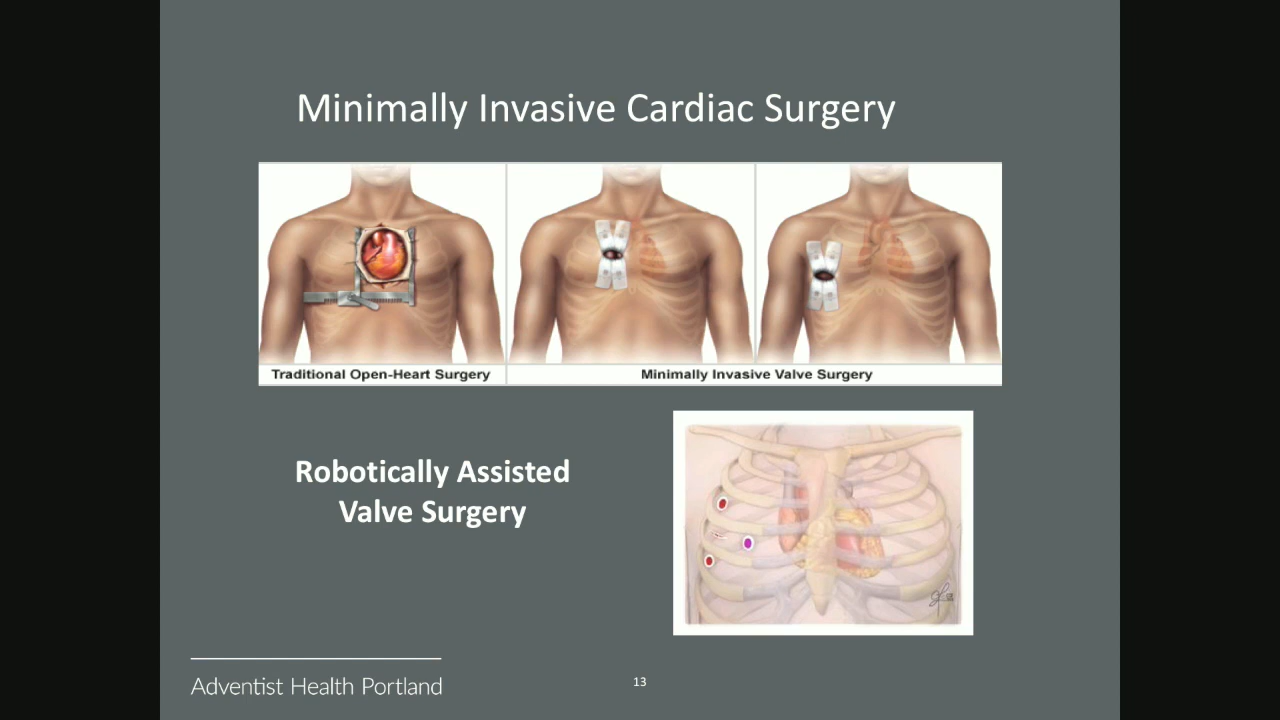 Minimally Invasive Cardiac Surgery
Traditional Open-Heart Surgery
Minimally Invasive Valve Surgery
Robotically Assisted
Valve Surgery
Adventist Health Portland
13